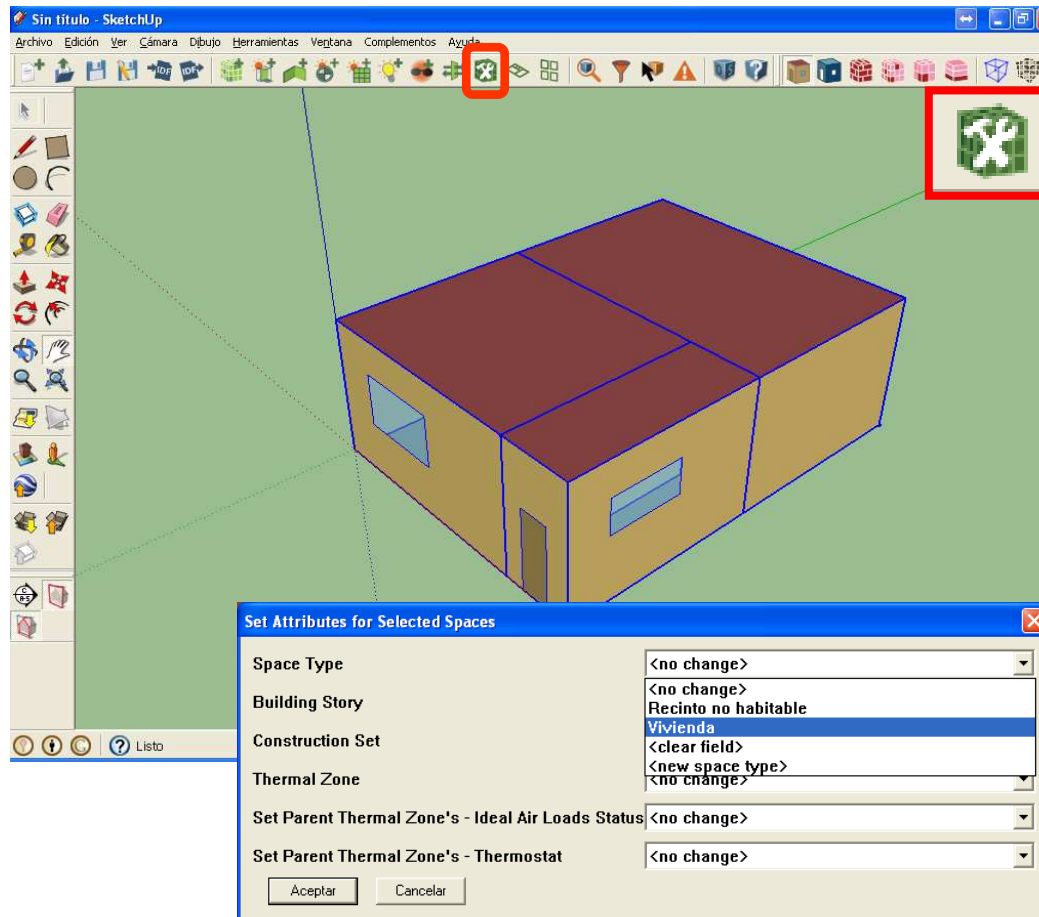 Sin título - SketchUp
Archivo Edición Ver Cámara Dibujo Herramientas Ventana Complementos Ayuda
IDF IDF
Listo
Set Attributes for Selected Spaces
Space Type <no change>
<no change>
Building Story Recinto no habitable
Vivienda
Construction Set <clear field>
<new space type>
Thermal Zone <no change>
Set Parent Thermal Zone's - Ideal Air Loads Status <no change>
Set Parent Thermal Zone's - Thermostat <no change>
Aceptar Cancelar